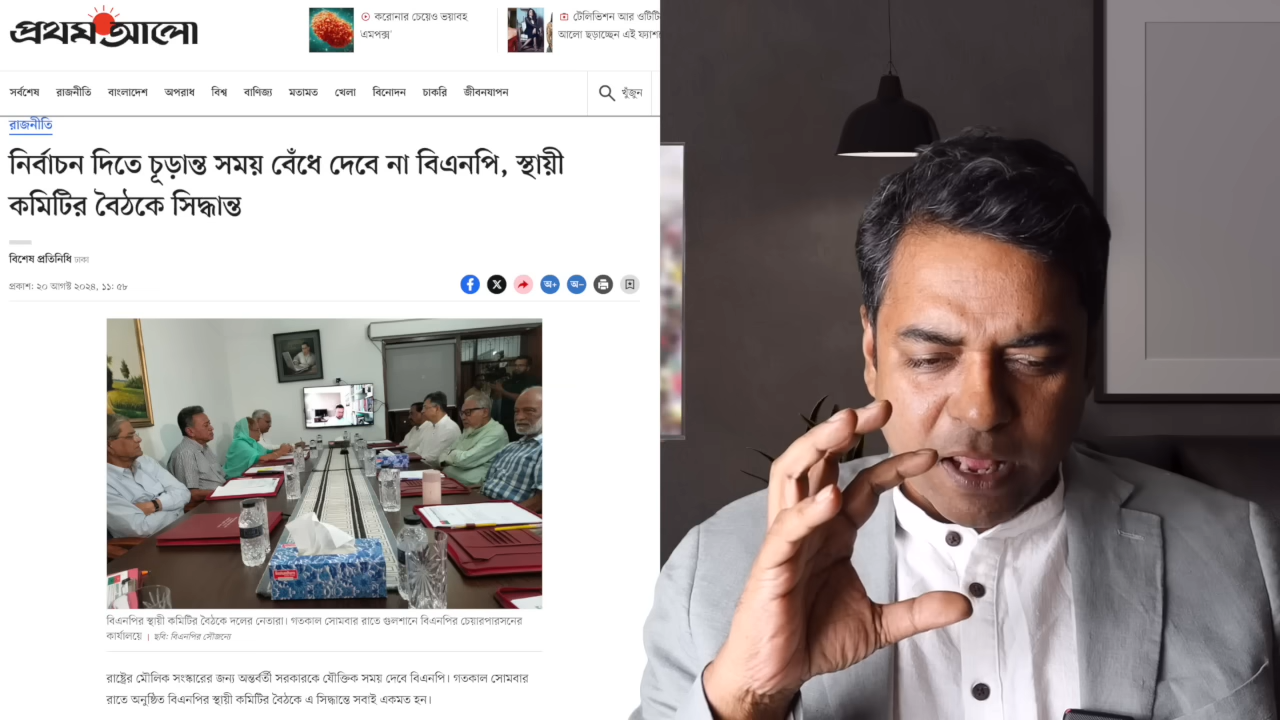 প্রথম আলো
করোনার চেয়েও ভয়াবহ
এমপক্স'
টেলিভিশন আর ওটিটি
আলো ছড়াচ্ছেন এই
সর্বশেষ রাজনীতি বাংলাদেশ অপরাধ বিশ্ব বাণিজ্য মতামত খেলা বিনোদন চাকরি জীবনযাপন খুঁজুন
রাজনীতি
নির্বাচন দিতে চূড়ান্ত সময় বেঁধে দেবে না বিএনপি, স্থায়ী
কমিটির বৈঠকে সিদ্ধান্ত
বিশেষ প্রতিনিধি ঢাকা
প্রকাশ: ২০ আগস্ট ২০২৪, ১১: ৫৮
অ+ অ−
বিএনপির স্থায়ী কমিটির বৈঠকে দলের নেতারা। গতকাল সোমবার রাতে গুলশানে বিএনপির চেয়ারপারসনের
কার্যালয়ে | ছবি: বিএনপির সৌজন্যে
রাষ্ট্রের মৌলিক সংস্কারের জন্য অন্তর্বর্তী সরকারকে যৌক্তিক সময় দেবে বিএনপি। গতকাল সোমবার
রাতে অনুষ্ঠিত বিএনপির স্থায়ী কমিটির বৈঠকে এ সিদ্ধান্তে সবাই একমত হন।